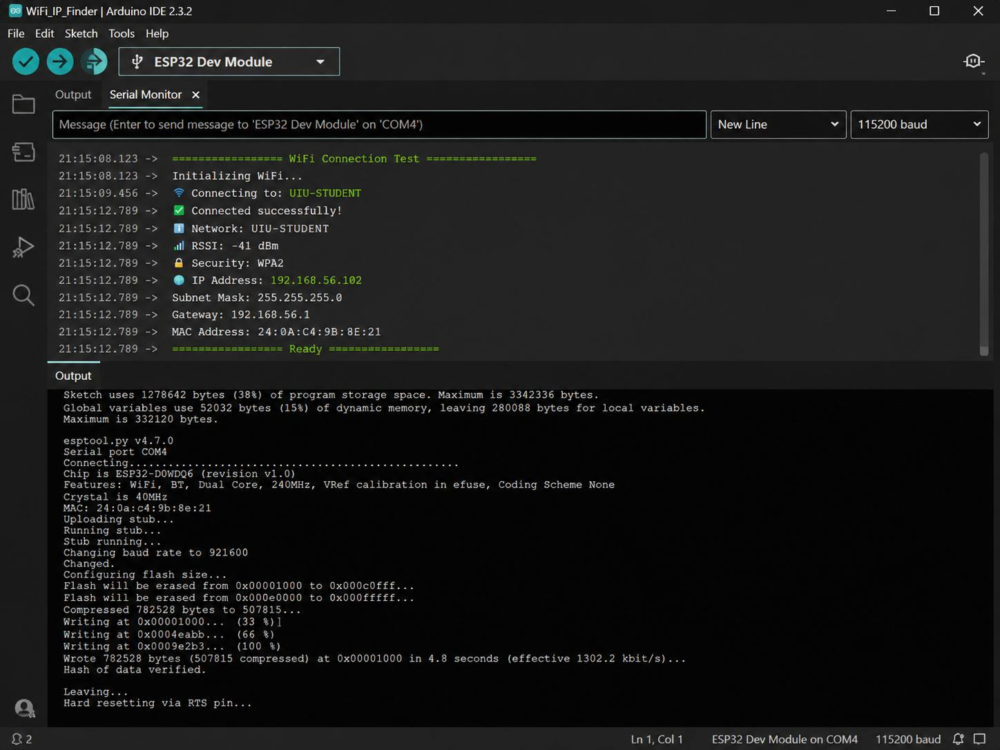 WiFi_IP_Finder | Arduino IDE 2.3.2
File Edit Sketch Tools Help
ESP32 Dev Module
Output Serial Monitor
Message (Enter to send message to 'ESP32 Dev Module' on 'COM4') New Line 115200 baud
21:15:08.123 -> ================= WiFi Connection Test =================
21:15:08.123 -> Initializing WiFi...
21:15:09.456 -> Connecting to: UIU-STUDENT
21:15:12.789 -> ✅ Connected successfully!
21:15:12.789 -> ℹ️ Network: UIU-STUDENT
21:15:12.789 -> 📶 RSSI: -41 dBm
21:15:12.789 -> 🔒 Security: WPA2
21:15:12.789 -> 🌐 IP Address: 192.168.56.102
21:15:12.789 -> Subnet Mask: 255.255.255.0
21:15:12.789 -> Gateway: 192.168.56.1
21:15:12.789 -> MAC Address: 24:0A:C4:9B:8E:21
21:15:12.789 -> ================= Ready =================
Output
Sketch uses 1278642 bytes (38%) of program storage space. Maximum is 3342336 bytes.
Global variables use 52032 bytes (15%) of dynamic memory, leaving 280088 bytes for local variables.
Maximum is 332120 bytes.
esptool.py v4.7.0
Serial port COM4
Connecting..................................................
Chip is ESP32-D0WDQ6 (revision v1.0)
Features: WiFi, BT, Dual Core, 240MHz, VRef calibration in efuse, Coding Scheme None
Crystal is 40MHz
MAC: 24:0a:c4:9b:8e:21
Uploading stub...
Running stub...
Stub running...
Changing baud rate to 921600
Changed.
Configuring flash size...
Flash will be erased from 0x00001000 to 0x000c0fff...
Flash will be erased from 0x000e0000 to 0x000fffff...
Compressed 782528 bytes to 507815...
Writing at 0x00001000... (33 %)
Writing at 0x0004eabb... (66 %)
Writing at 0x0009e2b3... (100 %)
Wrote 782528 bytes (507815 compressed) at 0x00001000 in 4.8 seconds (effective 1302.2 kbit/s)...
Hash of data verified.
Leaving...
Hard resetting via RTS pin...
2 Ln 1, Col 1 ESP32 Dev Module on COM4 115200 baud